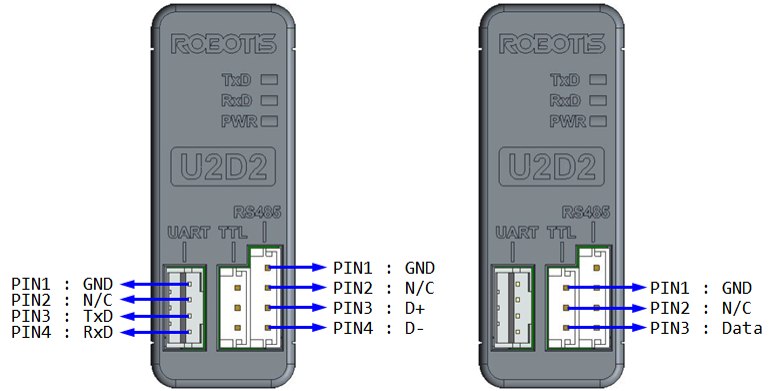 ROBOTIS
TxD
RxD
PWR
U2D2
RS485
UART TTL
PIN1 : GND
PIN2 : N/C
PIN3 : TxD
PIN4 : RxD
PIN1 : GND
PIN2 : N/C
PIN3 : D+
PIN4 : D-
ROBOTIS
TxD
RxD
PWR
U2D2
RS485
UART TTL
PIN1 : GND
PIN2 : N/C
PIN3 : Data